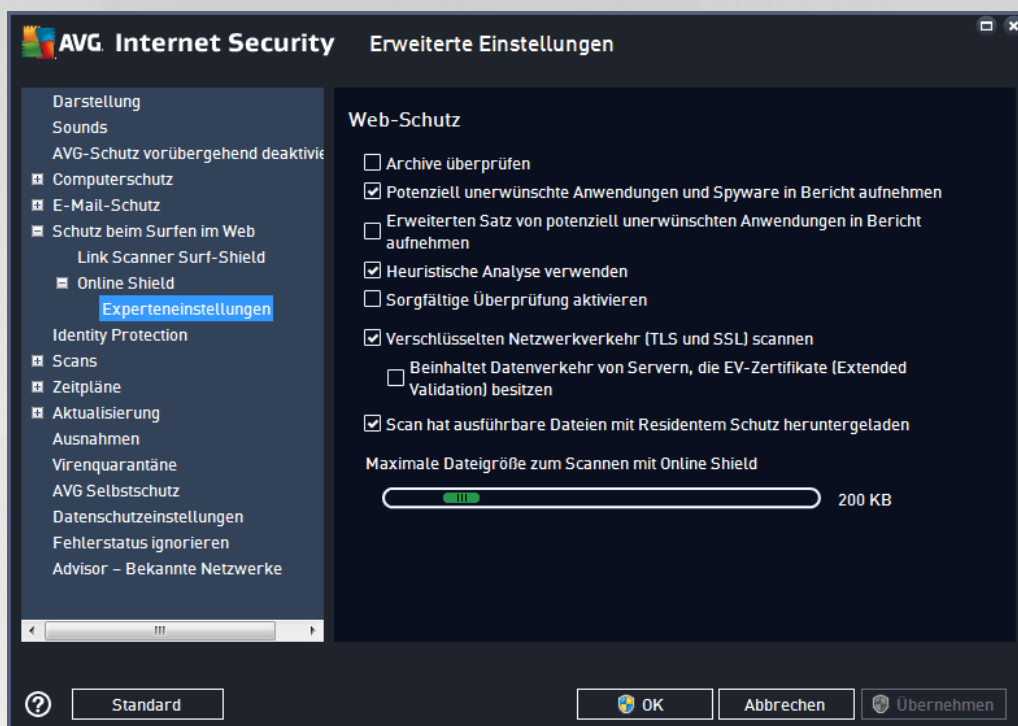 AVG. Internet Security
Erweiterte Einstellungen
Darstellung
Sounds
AVG-Schutz vorübergehend deaktivie
Computerschutz
E-Mail-Schutz
Schutz beim Surfen im Web
Link Scanner Surf-Shield
Online Shield
Experteneinstellungen
Identity Protection
Scans
Zeitpläne
Aktualisierung
Ausnahmen
Virenquarantäne
AVG Selbstschutz
Datenschutzeinstellungen
Fehlerstatus ignorieren
Advisor – Bekannte Netzwerke
Web-Schutz
Archive überprüfen
Potenziell unerwünschte Anwendungen und Spyware in Bericht aufnehmen
Erweiterten Satz von potenziell unerwünschten Anwendungen in Bericht
aufnehmen
Heuristische Analyse verwenden
Sorgfältige Überprüfung aktivieren
Verschlüsselten Netzwerkverkehr (TLS und SSL) scannen
Beinhaltet Datenverkehr von Servern, die EV-Zertifikate (Extended
Validation) besitzen
Scan hat ausführbare Dateien mit Residentem Schutz heruntergeladen
Maximale Dateigröße zum Scannen mit Online Shield
200 KB
Standard
OK
Abbrechen
Übernehmen